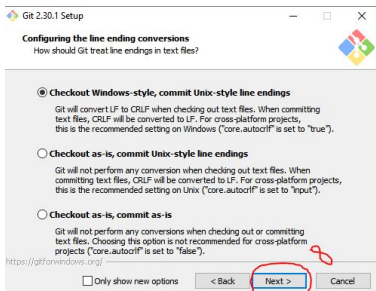 Git 2.30.1 Setup
Configuring the line ending conversions
How should Git treat line endings in text files?
Checkout Windows-style, commit Unix-style line endings
Git will convert LF to CRLF when checking out text files. When committing
text files, CRLF will be converted to LF. For cross-platform projects,
this is the recommended setting on Windows ("core.autocrlf" is set to "true").
Checkout as-is, commit Unix-style line endings
Git will not perform any conversion when checking out text files. When
committing text files, CRLF will be converted to LF. For cross-platform projects,
this is the recommended setting on Unix ("core.autocrlf" is set to "input").
Checkout as-is, commit as-is
Git will not perform any conversions when checking out or committing
text files. Choosing this option is not recommended for cross-platform
projects ("core.autocrlf" is set to "false").
8
https://gitforwindows.org/
Only show new options
< Back
Next >
Cancel